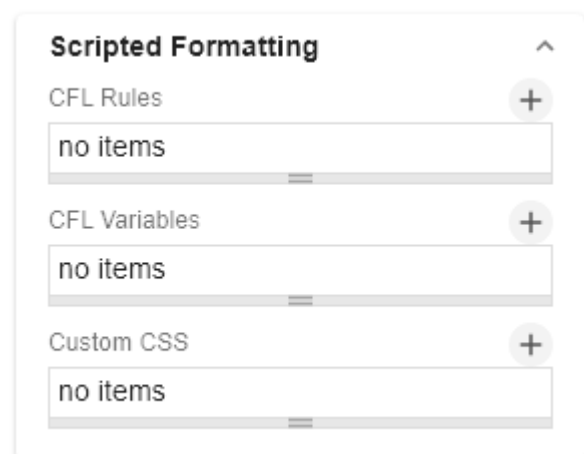 Scripted Formatting
CFL Rules
no items
CFL Variables
no items
Custom CSS
no items